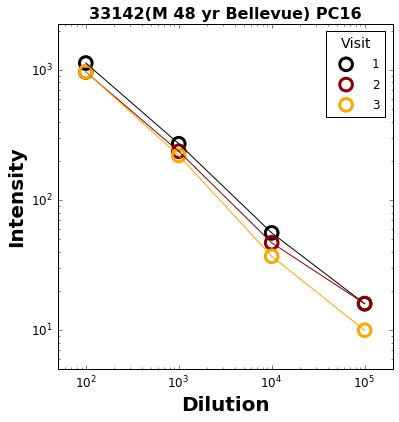 33142(M 48 yr Bellevue) PC16
Visit
1
2
3
Intensity
10³
10²
10¹
10² 10³ 10⁴ 10⁵
Dilution